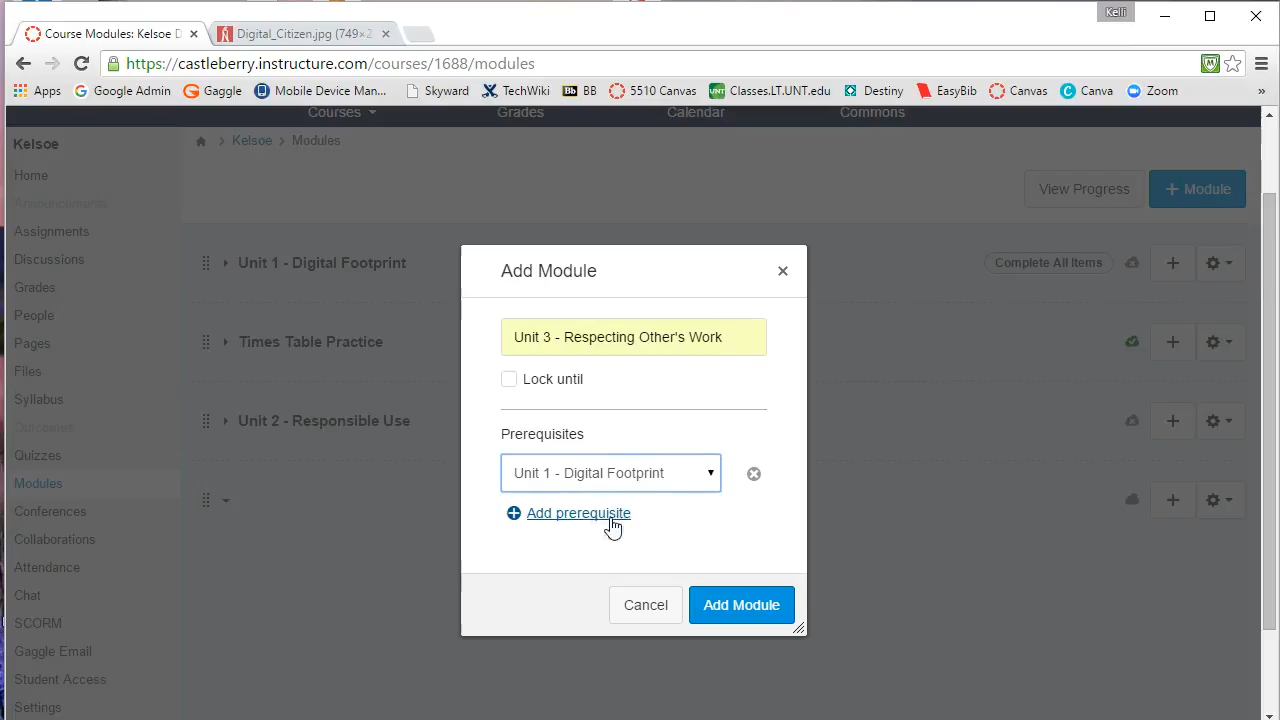 Kelli
Course Modules: Kelsoe D
Digital_Citizen.jpg (749×2
https://castleberry.instructure.com/courses/1688/modules
Apps Google Admin Gaggle Mobile Device Man... Skyward TechWiki Bb BB 5510 Canvas UNT Classes.LT.UNT.edu Destiny EasyBib Canvas Canva Zoom »
Courses Grades Calendar Commons
Kelsoe
Kelsoe > Modules
Home
Announcements
Assignments
Discussions
Grades
People
Pages
Files
Syllabus
Outcomes
Quizzes
Modules
Conferences
Collaborations
Attendance
Chat
SCORM
Gaggle Email
Student Access
Settings
View Progress
+ Module
Unit 1 - Digital Footprint
Complete All Items
Times Table Practice
Unit 2 - Responsible Use
Add Module
Unit 3 - Respecting Other's Work
Lock until
Prerequisites
Unit 1 - Digital Footprint
Add prerequisite
Cancel
Add Module